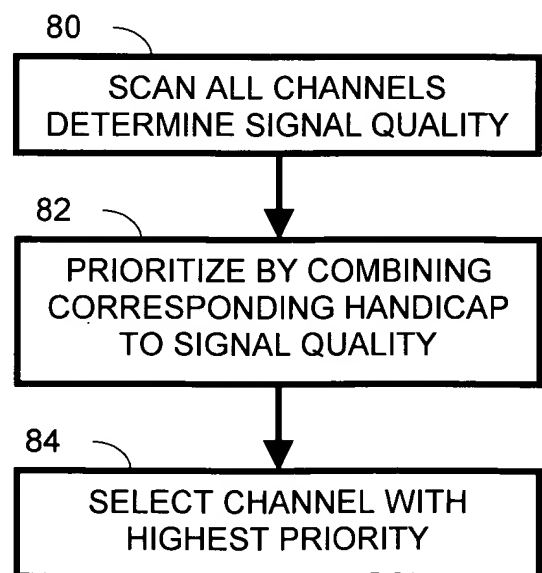 80
SCAN ALL CHANNELS
DETERMINE SIGNAL QUALITY
82
PRIORITIZE BY COMBINING
CORRESPONDING HANDICAP
TO SIGNAL QUALITY
84
SELECT CHANNEL WITH
HIGHEST PRIORITY